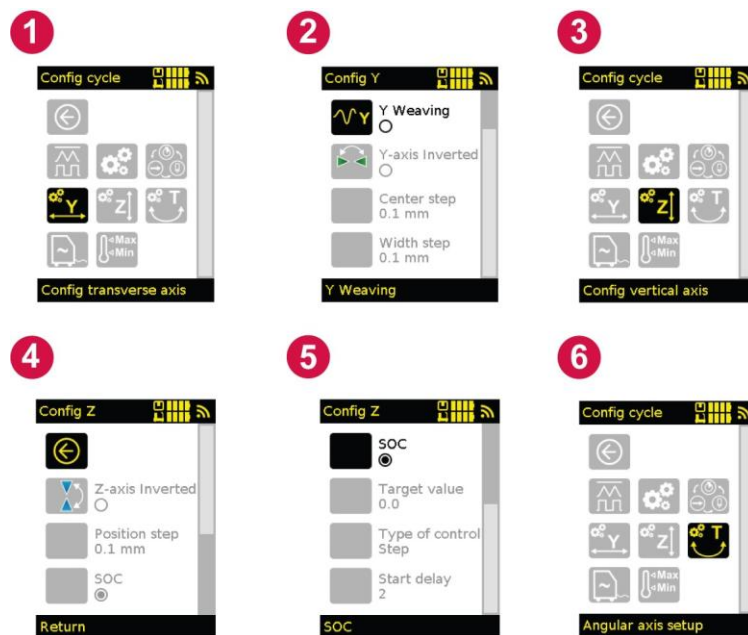 1
Config cycle
Y
Z
T
~
Max
Min
Config transverse axis
2
Config Y
Y
Y Weaving
Y-axis Inverted
Center step
0.1 mm
Width step
0.1 mm
Y Weaving
3
Config cycle
Y
Z
T
~
Max
Min
Config vertical axis
4
Config Z
Z-axis Inverted
Position step
0.1 mm
SOC
Return
5
Config Z
SOC
Target value
0.0
Type of control
Step
Start delay
2
SOC
6
Config cycle
Y
Z
T
~
Max
Min
Angular axis setup